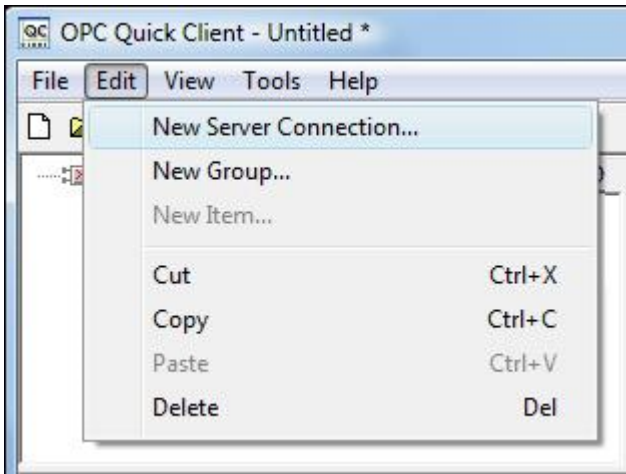 QC OPC Quick Client - Untitled *
File Edit View Tools Help
New Server Connection...
New Group...
New Item...
Cut Ctrl+X
Copy Ctrl+C
Paste Ctrl+V
Delete Del